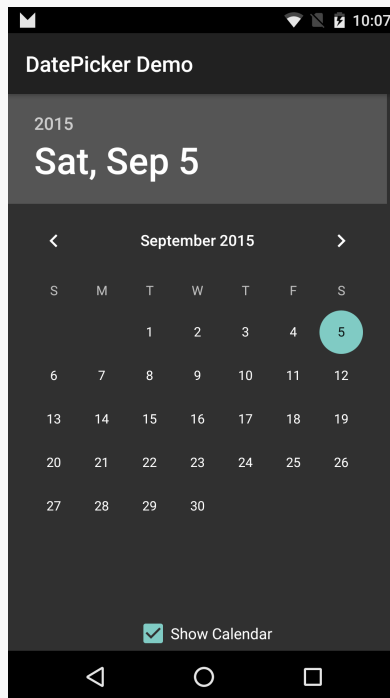 10:07
DatePicker Demo
2015
Sat, Sep 5
September 2015
S M T W T F S
1 2 3 4 5
6 7 8 9 10 11 12
13 14 15 16 17 18 19
20 21 22 23 24 25 26
27 28 29 30
Show Calendar